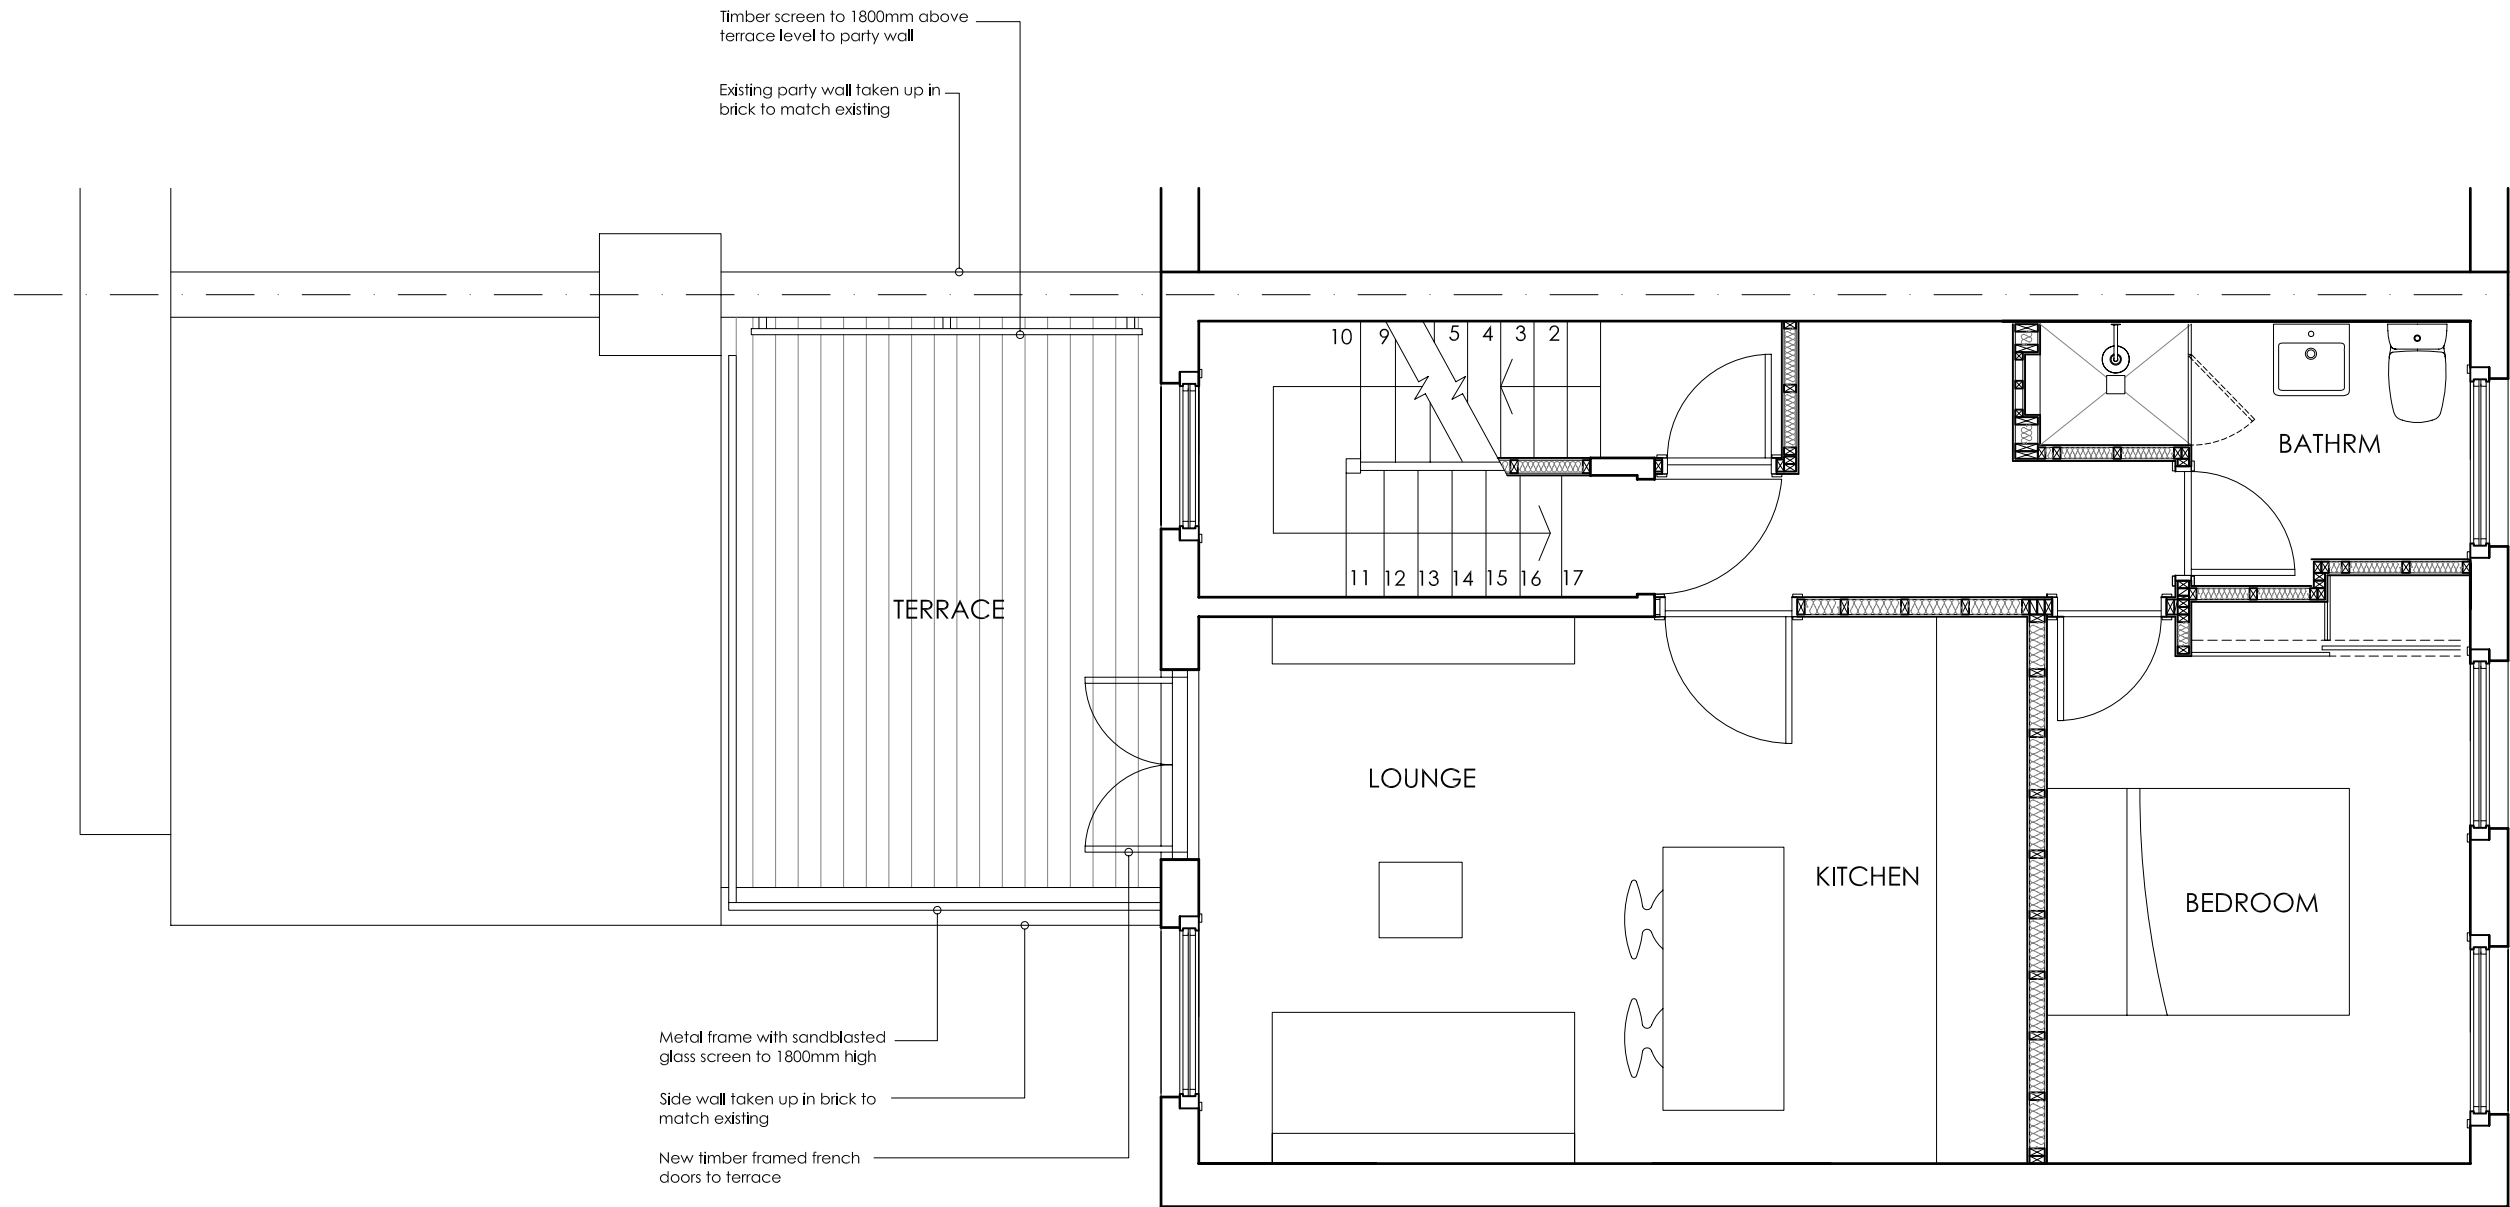 Timber screen to 1800mm above
terrace level to party wall
Existing party wall taken up in
brick to match existing
10 9 5 4 3 2
BATHRM
11 12 13 14 15 16 17
TERRACE
LOUNGE
KITCHEN
BEDROOM
Metal frame with sandblasted
glass screen to 1800mm high
Side wall taken up in brick to
match existing
New timber framed french
doors to terrace